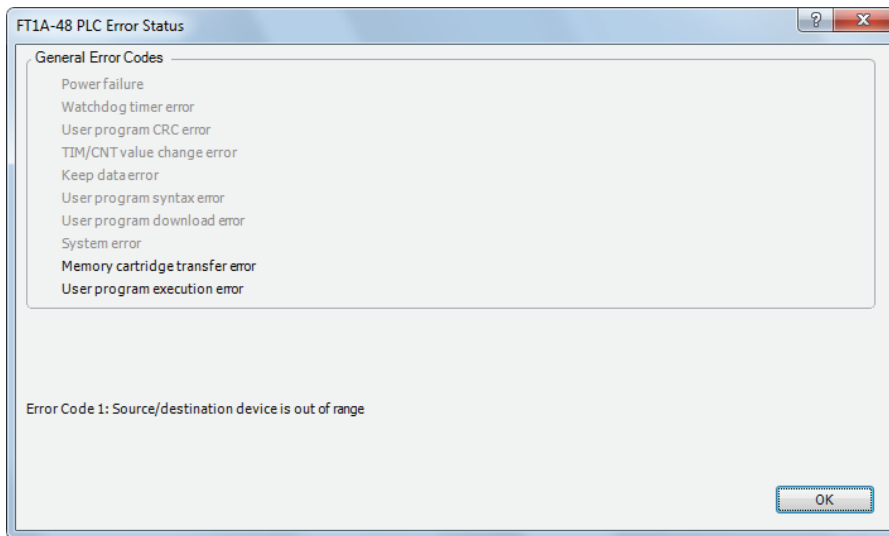 FT1A-48 PLC Error Status
General Error Codes
Power failure
Watchdog timer error
User program CRC error
TIM/CNT value change error
Keep data error
User program syntax error
User program download error
System error
Memory cartridge transfer error
User program execution error
Error Code 1: Source/destination device is out of range
OK